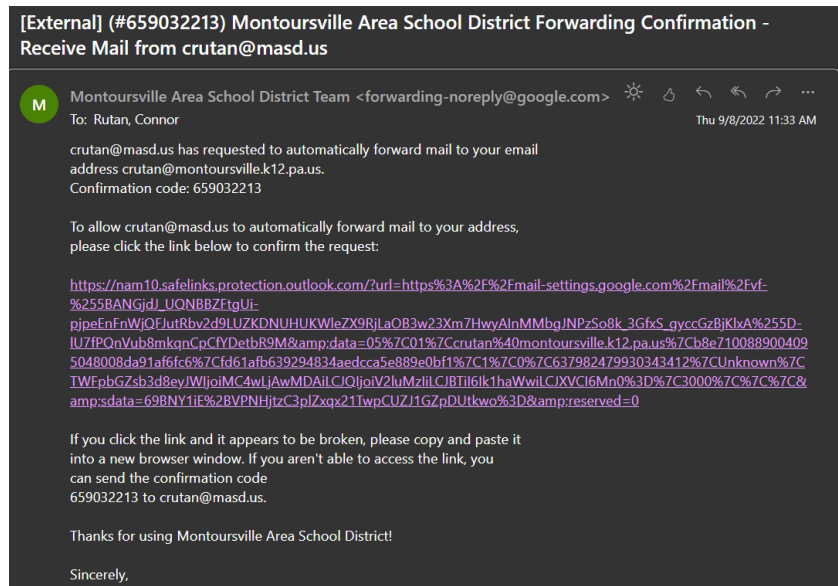 [External] (#659032213) Montoursville Area School District Forwarding Confirmation -
Receive Mail from crutan@masd.us
M
Montoursville Area School District Team <forwarding-noreply@google.com>
To: Rutan, Connor
Thu 9/8/2022 11:33 AM
crutan@masd.us has requested to automatically forward mail to your email
address crutan@montoursville.k12.pa.us.
Confirmation code: 659032213
To allow crutan@masd.us to automatically forward mail to your address,
please click the link below to confirm the request:
https://nam10.safelinks.protection.outlook.com/?url=https%3A%2F%2Fmail-settings.google.com%2Fmail%2Fvf-
%255BANGjdJ_UQNBBZFtgUi-
pjpeEnFnWjQFJutRbv2d9LUZKDNUHUKWleZX9RjLaOB3w23Xm7HwyAlnMMbgJNPzSo8k_3GfxS_gyccGzBjKlxA%255D-
lU7fPOnVub8mkqnCpCfYDetbR9M&amp;data=05%7C01%7Ccrutan%40montoursville.k12.pa.us%7Cb8e710088900409
5048008da91af6fc6%7Cfd61afb639294834aedcca5e889e0bf1%7C1%7C0%7C637982479930343412%7CUnknown%7C
TWFpbGZsb3d8eyJWIjoiMC4wLjAwMDAiLCJQIjoiV2luMzIiLCJBTiI6Ik1haWwiLCJXVCI6Mn0%3D%7C3000%7C%7C%7C&
amp;sdata=69BNY1iE%2BVPNHjtzC3plZxqx21TwpCUZJ1GZpDUtkwo%3D&amp;reserved=0
If you click the link and it appears to be broken, please copy and paste it
into a new browser window. If you aren't able to access the link, you
can send the confirmation code
659032213 to crutan@masd.us.
Thanks for using Montoursville Area School District!
Sincerely,